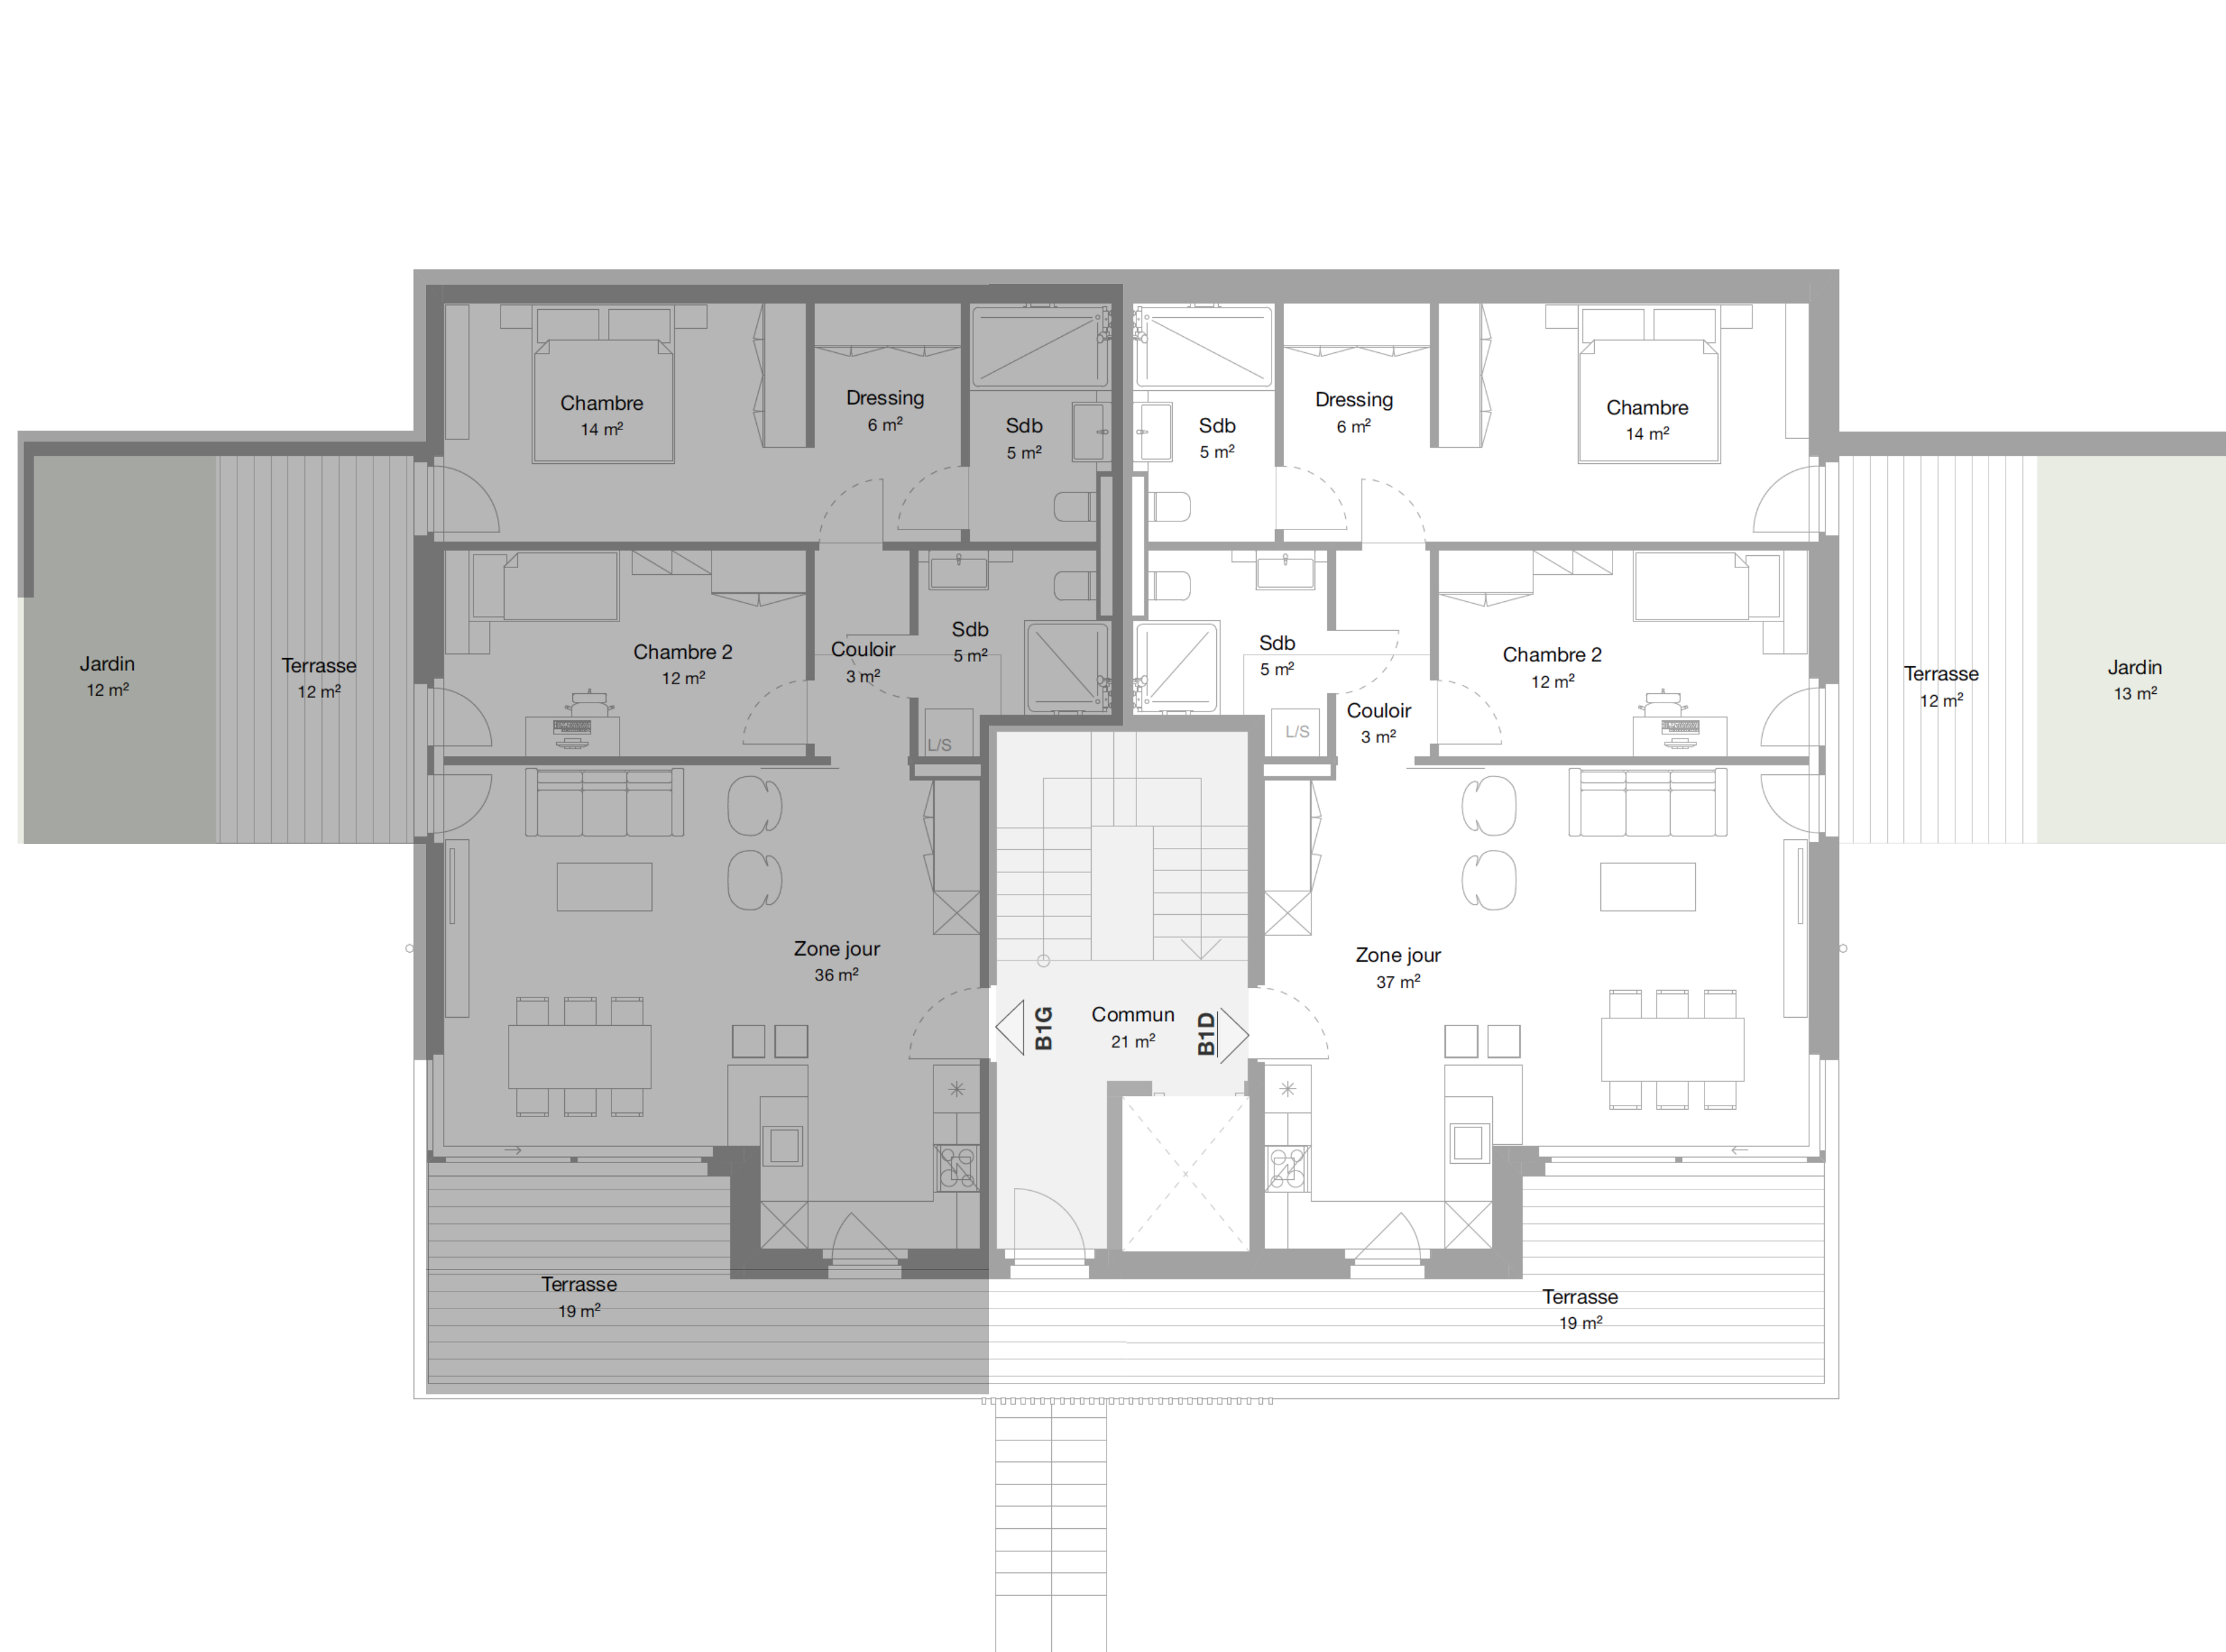 Chambre
14 m²
Dressing
6 m²
Sdb
5 m²
Sdb
5 m²
Dressing
6 m²
Chambre
14 m²
Jardin
12 m²
Terrasse
12 m²
Chambre 2
12 m²
Couloir
3 m²
Sdb
5 m²
L/S
Sdb
5 m²
L/S
Couloir
3 m²
Chambre 2
12 m²
Terrasse
12 m²
Jardin
13 m²
Zone jour
36 m²
B1G
Commun
21 m²
B1D
Zone jour
37 m²
Terrasse
19 m²
Terrasse
19 m²